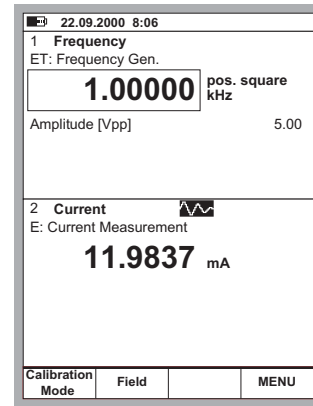 22.09.2000 8:06
1 Frequency
ET: Frequency Gen.
1.00000 pos. square
kHz
Amplitude [Vpp] 5.00
2 Current
E: Current Measurement
11.9837 mA
Calibration Mode Field MENU